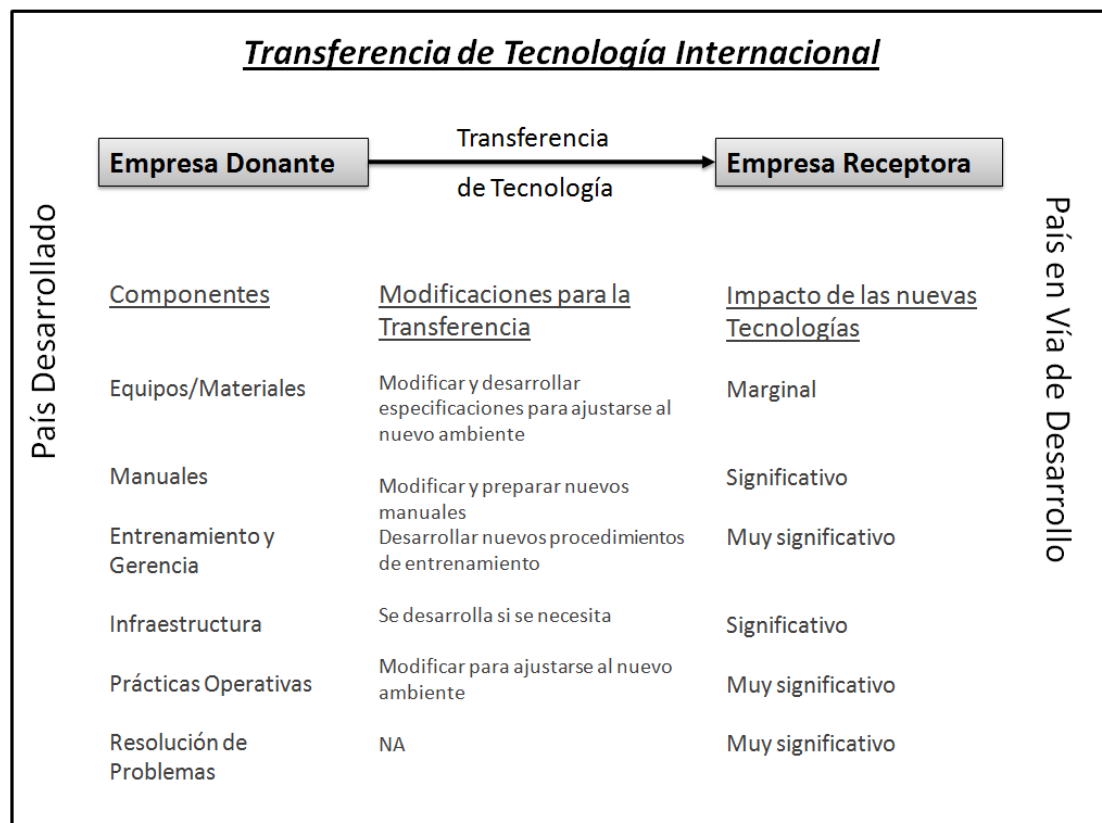 Transferencia de Tecnología Internacional
Empresa Donante
Transferencia
de Tecnología
Empresa Receptora
País Desarrollado
País en Vía de Desarrollo
Componentes
Modificaciones para la
Transferencia
Impacto de las nuevas
Tecnologías
Equipos/Materiales
Modificar y desarrollar
especificaciones para ajustarse al
nuevo ambiente
Marginal
Manuales
Modificar y preparar nuevos
manuales
Significativo
Entrenamiento y
Gerencia
Desarrollar nuevos procedimientos
de entrenamiento
Muy significativo
Infraestructura
Se desarrolla si se necesita
Significativo
Prácticas Operativas
Modificar para ajustarse al nuevo
ambiente
Muy significativo
Resolución de
Problemas
NA
Muy significativo